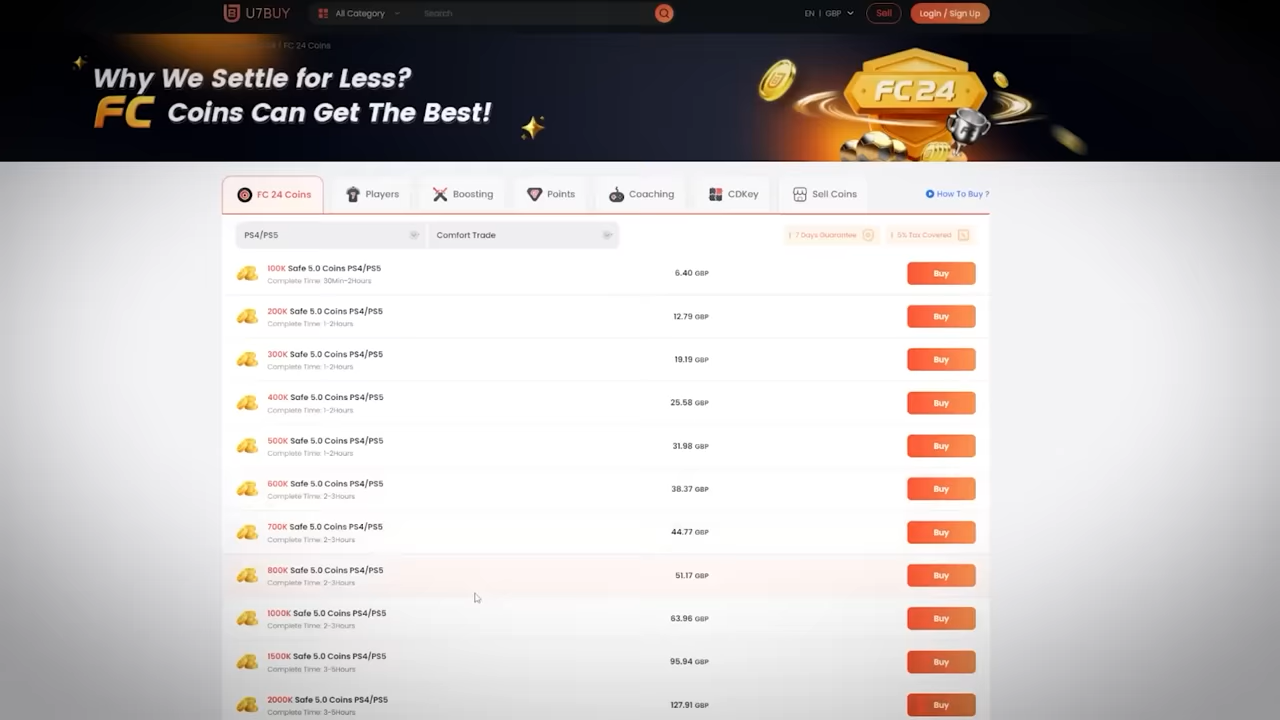 U7BUY
All Category
Search
EN | GBP
Sell
Login / Sign Up
/ FC 24 Coins
Why We Settle for Less?
FC Coins Can Get The Best!
FC 24
FC 24 Coins
Players
Boosting
Points
Coaching
CDKey
Sell Coins
How To Buy ?
PS4/PS5
Comfort Trade
7 Days Guarantee
5% Tax Covered
100K Safe 5.0 Coins PS4/PS5
Complete Time: 30Min-2Hours
6.40 GBP
Buy
200K Safe 5.0 Coins PS4/PS5
Complete Time: 1-2Hours
12.79 GBP
Buy
300K Safe 5.0 Coins PS4/PS5
Complete Time: 1-2Hours
19.19 GBP
Buy
400K Safe 5.0 Coins PS4/PS5
Complete Time: 1-2Hours
25.58 GBP
Buy
500K Safe 5.0 Coins PS4/PS5
Complete Time: 1-2Hours
31.98 GBP
Buy
600K Safe 5.0 Coins PS4/PS5
Complete Time: 2-3Hours
38.37 GBP
Buy
700K Safe 5.0 Coins PS4/PS5
Complete Time: 2-3Hours
44.77 GBP
Buy
800K Safe 5.0 Coins PS4/PS5
Complete Time: 2-3Hours
51.17 GBP
Buy
1000K Safe 5.0 Coins PS4/PS5
Complete Time: 2-3Hours
63.96 GBP
Buy
1500K Safe 5.0 Coins PS4/PS5
Complete Time: 3-5Hours
95.94 GBP
Buy
2000K Safe 5.0 Coins PS4/PS5
Complete Time: 3-5Hours
127.91 GBP
Buy